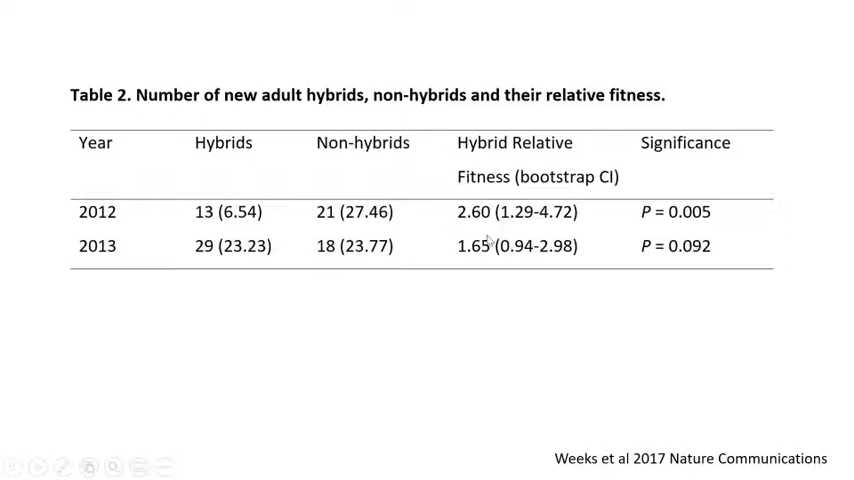 Table 2. Number of new adult hybrids, non-hybrids and their relative fitness.
Year Hybrids Non-hybrids Hybrid Relative Significance
Fitness (bootstrap CI)
2012 13 (6.54) 21 (27.46) 2.60 (1.29-4.72) P = 0.005
2013 29 (23.23) 18 (23.77) 1.65 (0.94-2.98) P = 0.092
Weeks et al 2017 Nature Communications